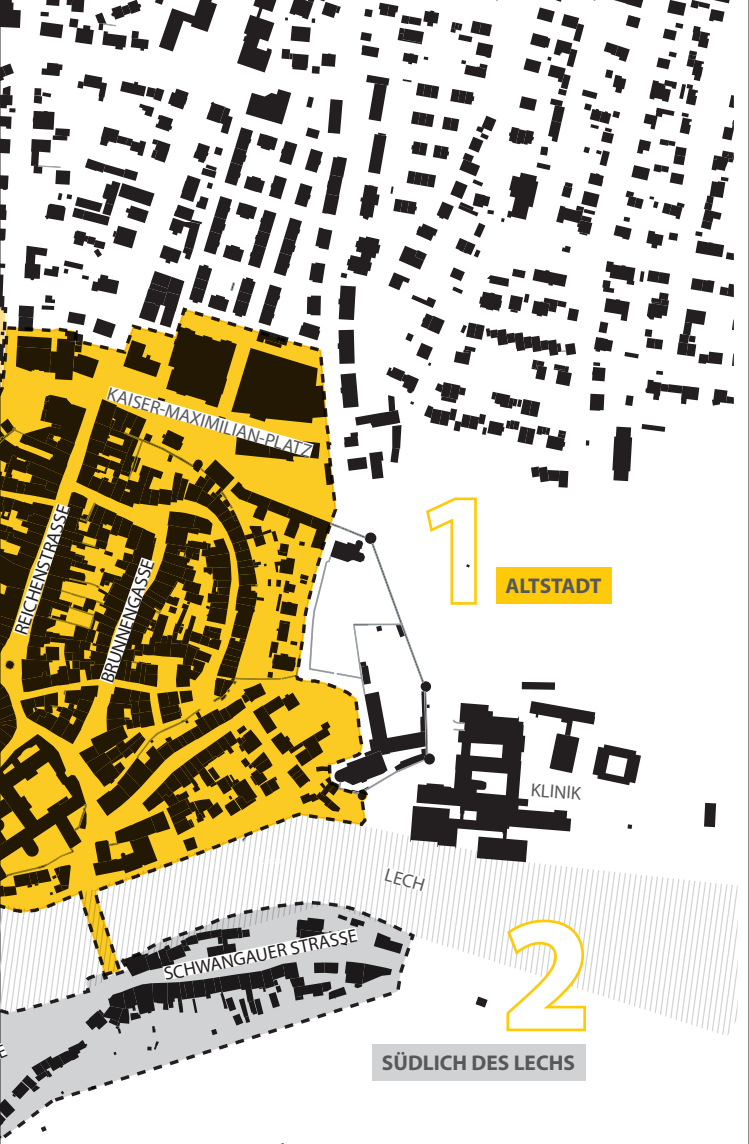 KAISER-MAXIMILIAN-PLATZ
REICHENSTRASSE
BRUNNENGASSE
1
ALTSTADT
KLINIK
LECH
2
SCHWANGAUER STRASSE
SÜDLICH DES LECHS